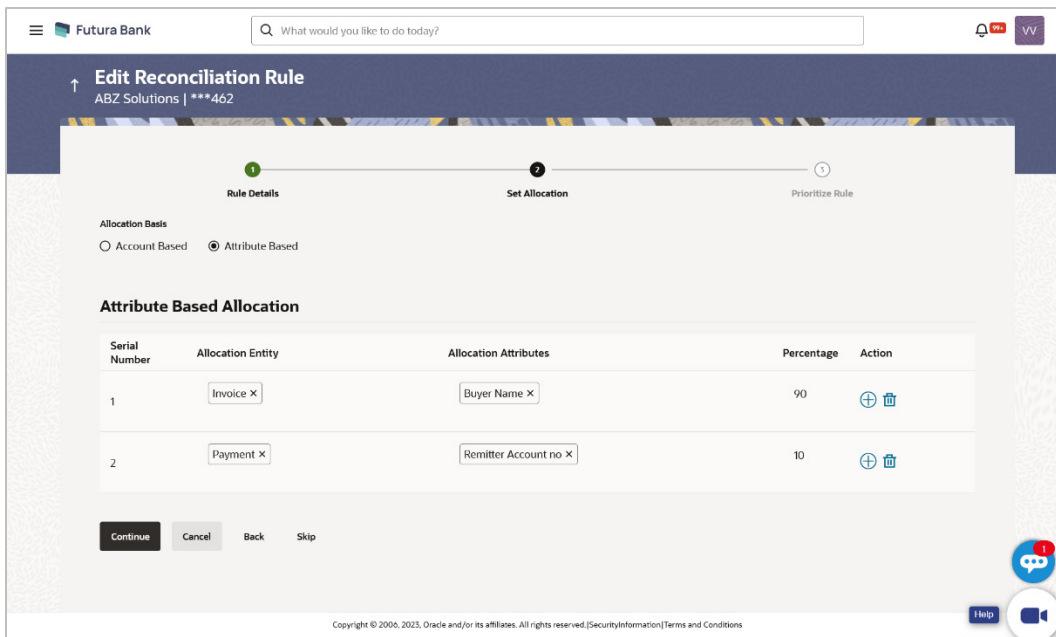 Futura Bank
What would you like to do today?
99+
VV
Edit Reconciliation Rule
ABZ Solutions | ***462
1
2
3
Rule Details
Set Allocation
Prioritize Rule
Allocation Basis
Account Based
Attribute Based
Attribute Based Allocation
Serial Number
Allocation Entity
Allocation Attributes
Percentage
Action
1
Invoice ×
Buyer Name ×
90
2
Payment ×
Remitter Account no ×
10
Continue
Cancel
Back
Skip
1
Help
Copyright © 2006, 2023, Oracle and/or its affiliates. All rights reserved.|SecurityInformation|Terms and Conditions